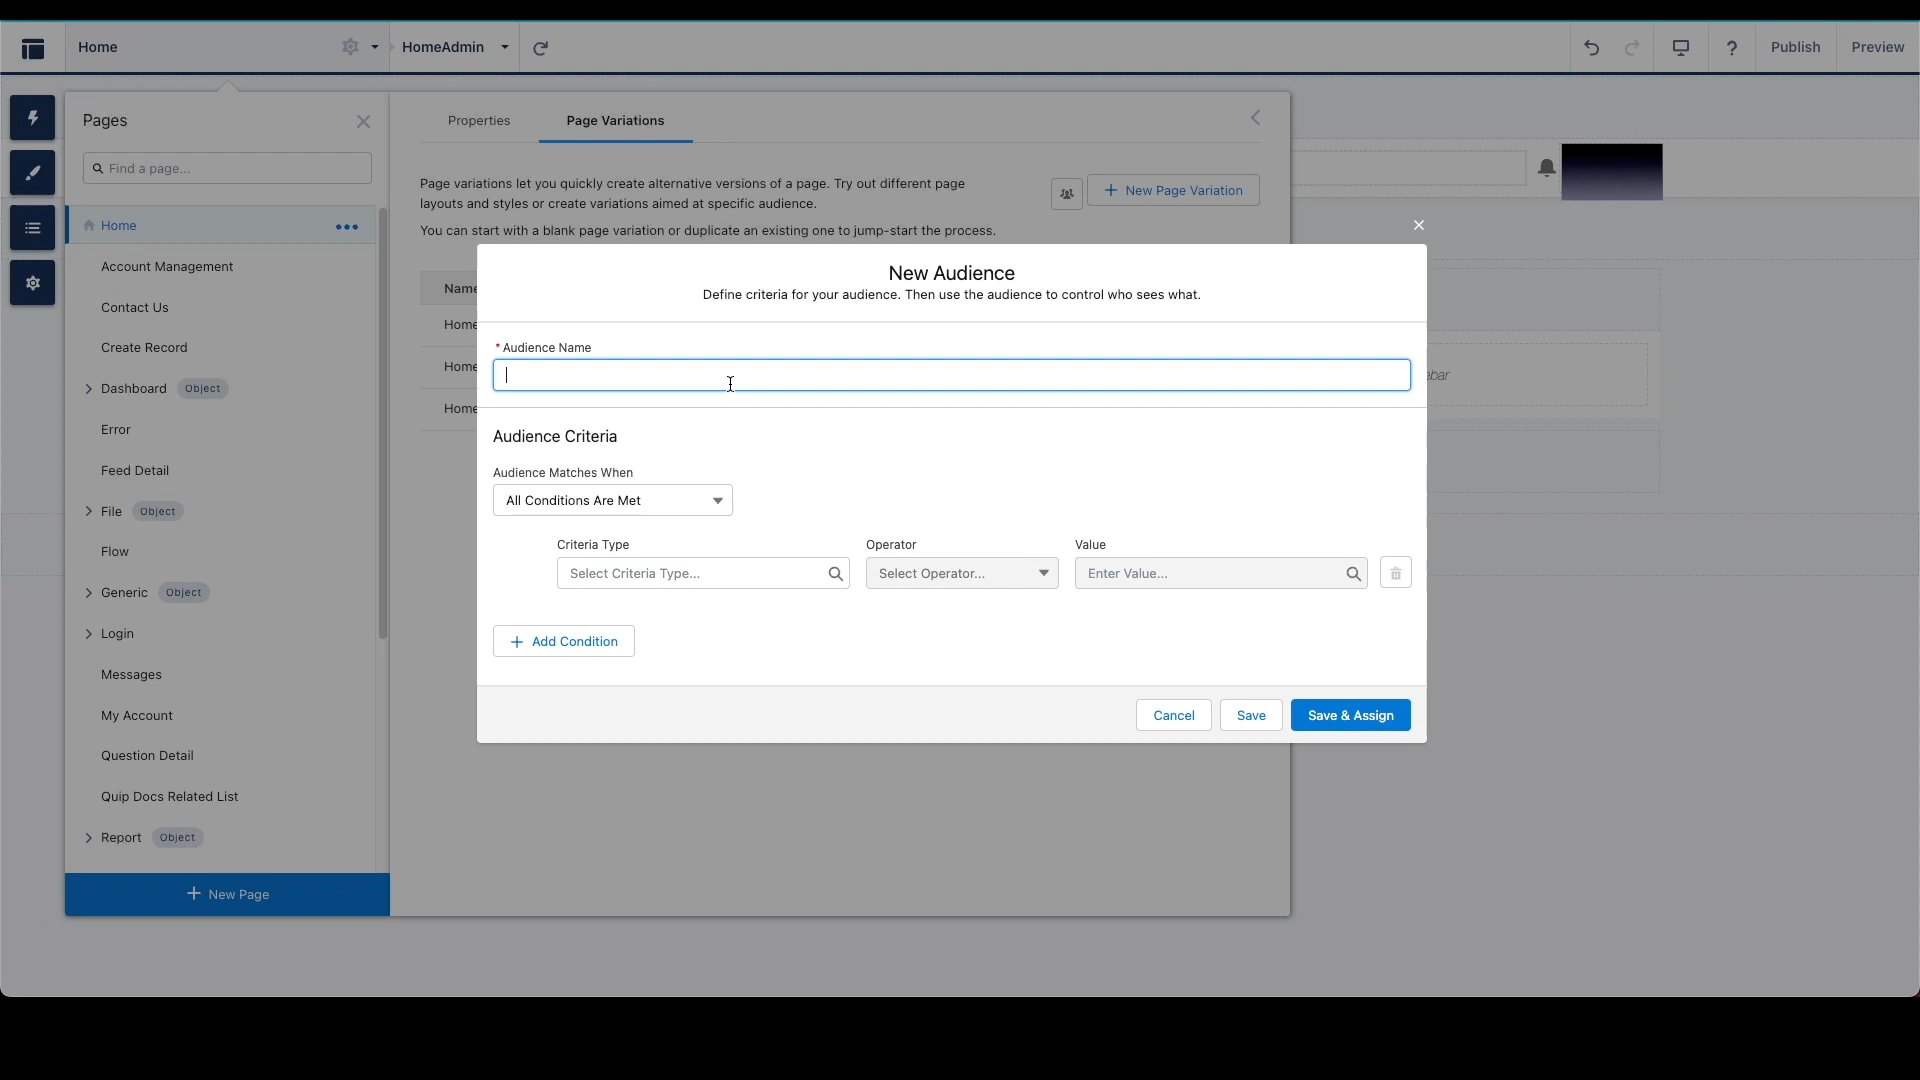 Home
HomeAdmin
?
Publish
Preview
Pages
Find a page...
Home
Account Management
Contact Us
Create Record
Dashboard Object
Error
Feed Detail
File Object
Flow
Generic Object
Login
Messages
My Account
Question Detail
Quip Docs Related List
Report Object
+ New Page
Properties
Page Variations
Page variations let you quickly create alternative versions of a page. Try out different page
layouts and styles or create variations aimed at specific audience.
You can start with a blank page variation or duplicate an existing one to jump-start the process.
+ New Page Variation
Name
Home
Home
Home
New Audience
Define criteria for your audience. Then use the audience to control who sees what.
* Audience Name
Audience Criteria
Audience Matches When
All Conditions Are Met
Criteria Type Operator Value
Select Criteria Type... Select Operator... Enter Value...
+ Add Condition
Cancel Save Save & Assign